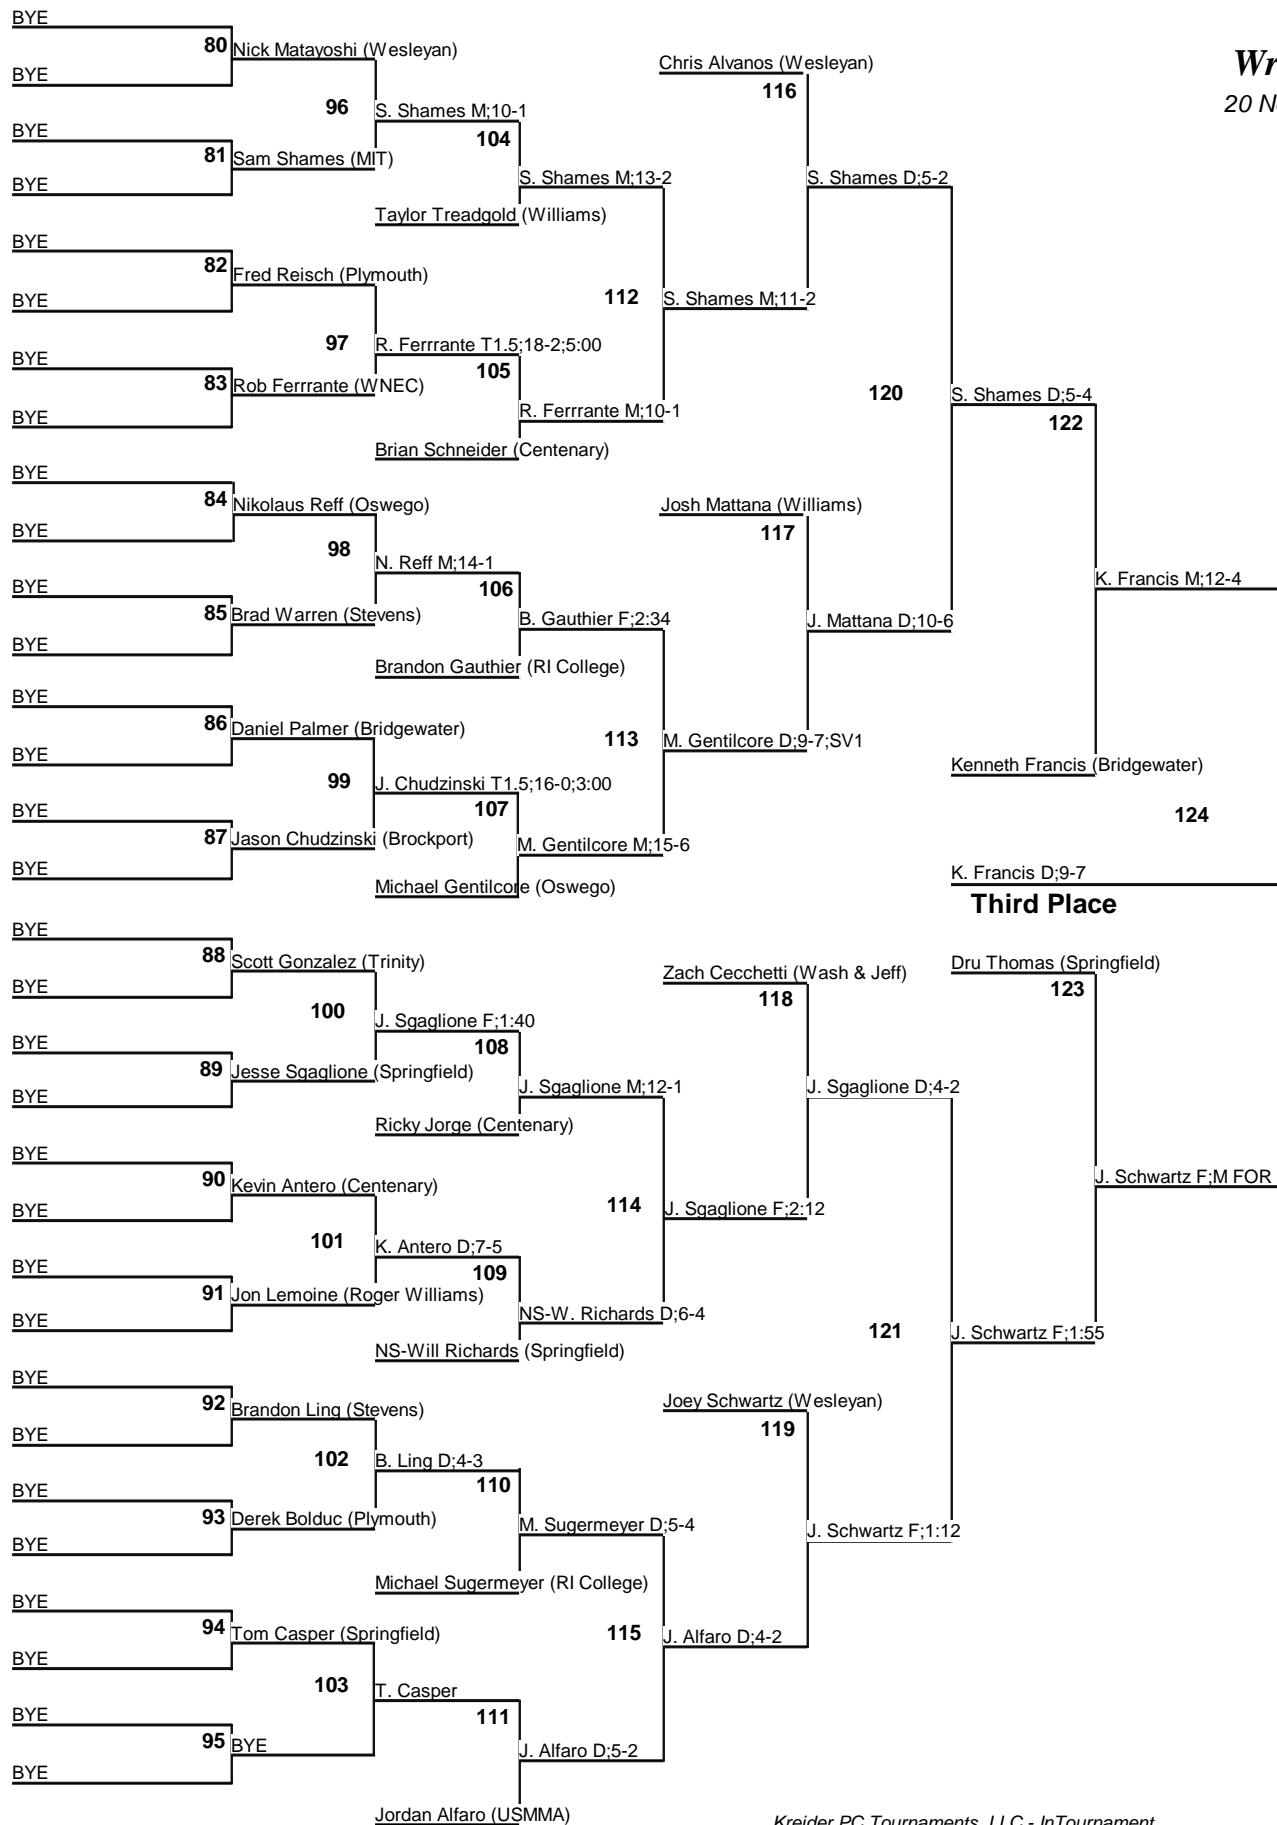 BYE
80 Nick Matayoshi (Wesleyan)
BYE
Chris Alvanos (Wesleyan)
116
Wr
20 N
96
S. Shames M;10-1
104
BYE
81 Sam Shames (MIT)
BYE
S. Shames M;13-2
S. Shames D;5-2
Taylor Treadgold (Williams)
BYE
82 Fred Reisch (Plymouth)
BYE
112
S. Shames M;11-2
97
R. Ferrrante T1.5;18-2;5:00
105
BYE
83 Rob Ferrrante (WNEC)
BYE
120
S. Shames D;5-4
122
R. Ferrrante M;10-1
Brian Schneider (Centenary)
BYE
84 Nikolaus Reff (Oswego)
BYE
Josh Mattana (Williams)
117
98
N. Reff M;14-1
106
K. Francis M;12-4
BYE
85 Brad Warren (Stevens)
BYE
B. Gauthier F;2:34
J. Mattana D;10-6
Brandon Gauthier (RI College)
BYE
86 Daniel Palmer (Bridgewater)
BYE
113
M. Gentilcore D;9-7;SV1
Kenneth Francis (Bridgewater)
99
J. Chudzinski T1.5;16-0;3:00
107
124
BYE
87 Jason Chudzinski (Brockport)
BYE
M. Gentilcore M;15-6
K. Francis D;9-7
Michael Gentilcore (Oswego)
Third Place
BYE
88 Scott Gonzalez (Trinity)
BYE
Zach Cecchetti (Wash & Jeff)
118
Dru Thomas (Springfield)
123
100
J. Sgaglione F;1:40
108
BYE
89 Jesse Sgaglione (Springfield)
BYE
J. Sgaglione M;12-1
J. Sgaglione D;4-2
Ricky Jorge (Centenary)
BYE
90 Kevin Antero (Centenary)
BYE
J. Schwartz F;M FOR
114
J. Sgaglione F;2:12
101
K. Antero D;7-5
109
BYE
91 Jon Lemoine (Roger Williams)
BYE
NS-W. Richards D;6-4
121
J. Schwartz F;1:55
NS-Will Richards (Springfield)
BYE
92 Brandon Ling (Stevens)
BYE
Joey Schwartz (Wesleyan)
119
102
B. Ling D;4-3
110
BYE
93 Derek Bolduc (Plymouth)
BYE
M. Sugermeyer D;5-4
J. Schwartz F;1:12
Michael Sugermeyer (RI College)
BYE
94 Tom Casper (Springfield)
BYE
115
J. Alfaro D;4-2
103
T. Casper
111
BYE
95 BYE
BYE
J. Alfaro D;5-2
Jordan Alfaro (USMMA)
Kreider PC Tournaments, LLC - InTournament